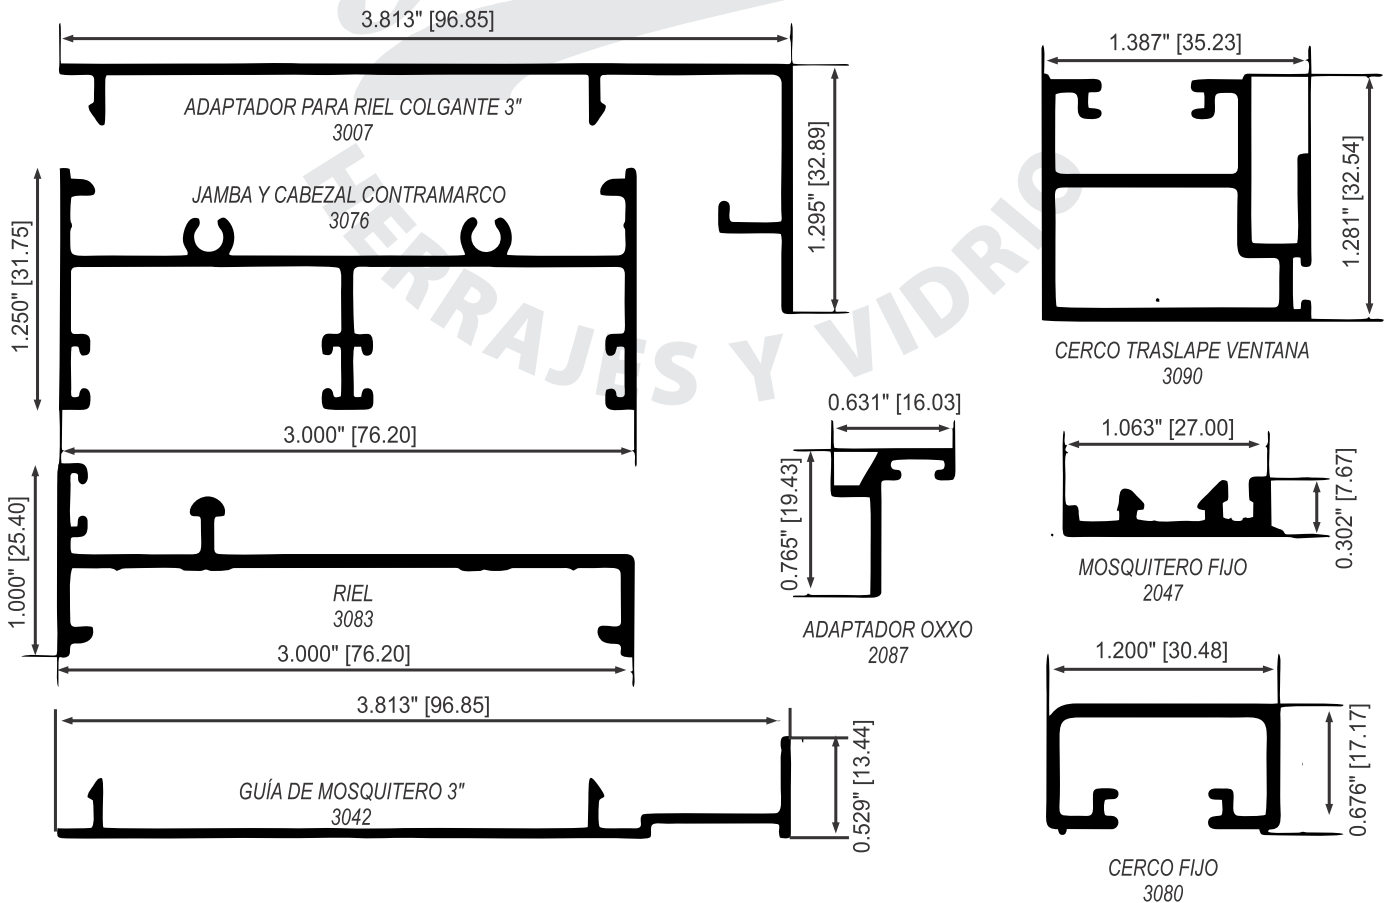 3.813" [96.85]
ADAPTADOR PARA RIEL COLGANTE 3"
3007
1.295" [32.89]
JAMBA Y CABEZAL CONTRAMARCO
3076
1.250" [31.75]
3.000" [76.20]
1.000" [25.40]
RIEL
3083
3.000" [76.20]
3.813" [96.85]
GUÍA DE MOSQUITERO 3"
3042
0.529" [13.44]
0.631" [16.03]
0.765" [19.43]
ADAPTADOR OXXO
2087
1.387" [35.23]
1.281" [32.54]
CERCO TRASLAPE VENTANA
3090
1.063" [27.00]
0.302" [7.67]
MOSQUITERO FIJO
2047
1.200" [30.48]
0.676" [17.17]
CERCO FIJO
3080
HERRAJES Y VIDRIO